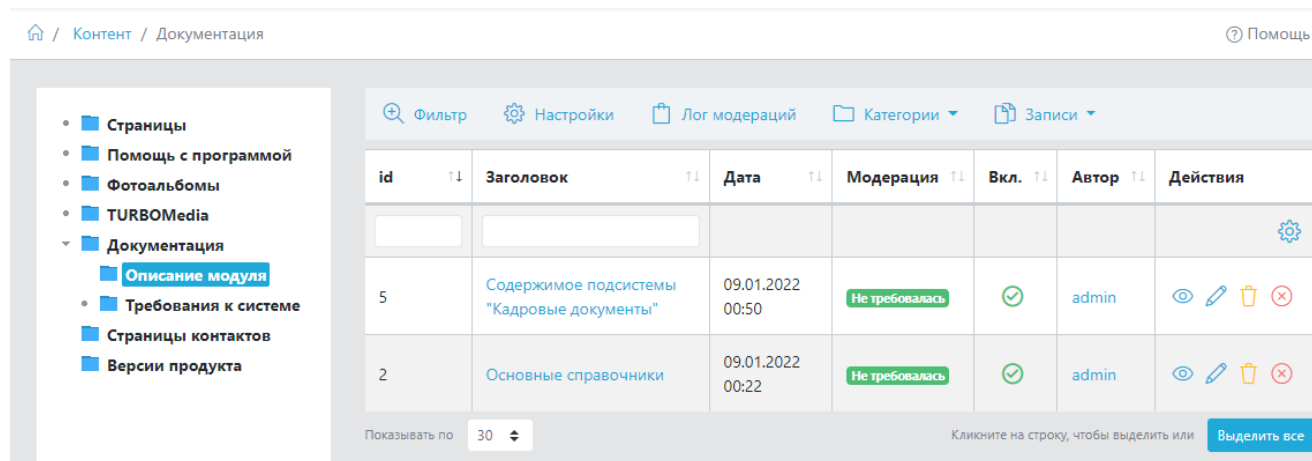 / Контент / Документация
Помощь
Страницы
Помощь с программой
Фотоальбомы
TURBOMedia
Документация
Описание модуля
Требования к системе
Страницы контактов
Версии продукта
Фильтр Настройки Лог модераций Категории Записи
id Заголовок Дата Модерация Вкл. Автор Действия
5 Содержимое подсистемы "Кадровые документы" 09.01.2022 00:50 Не требовалась admin
2 Основные справочники 09.01.2022 00:22 Не требовалась admin
Показывать по 30 Кликните на строку, чтобы выделить или Выделить все